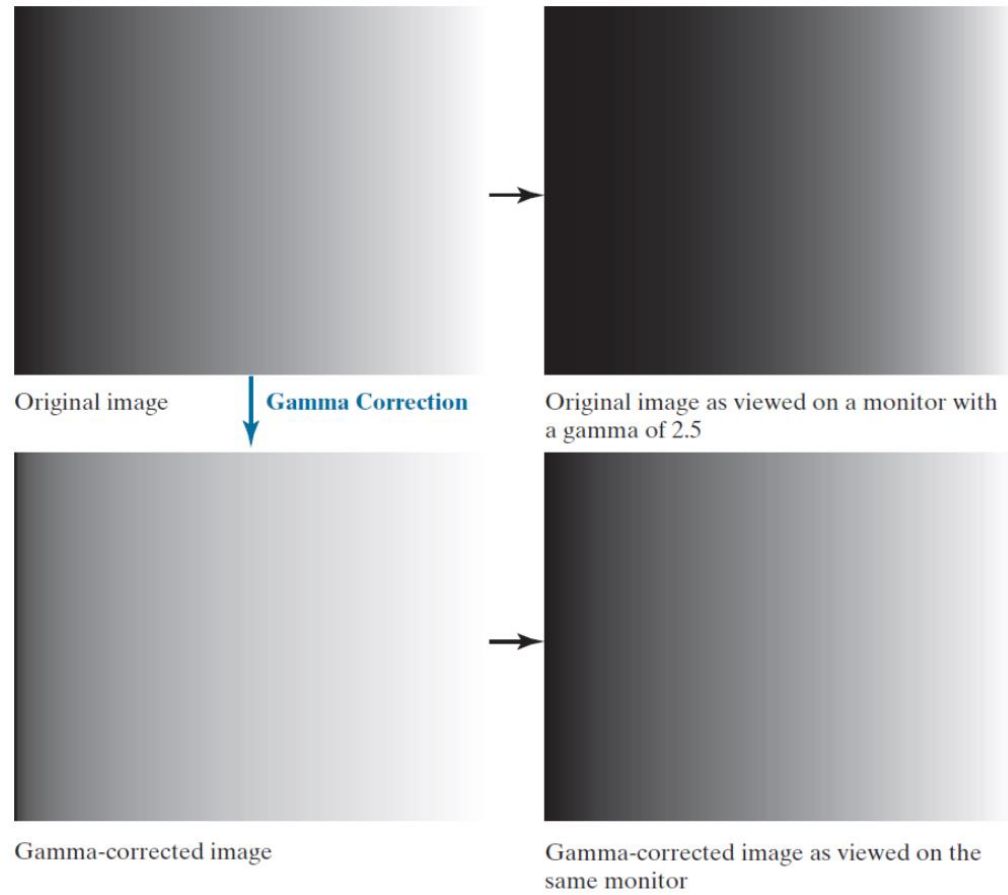 Original image
Gamma Correction
Original image as viewed on a monitor with
a gamma of 2.5
Gamma-corrected image
Gamma-corrected image as viewed on the
same monitor